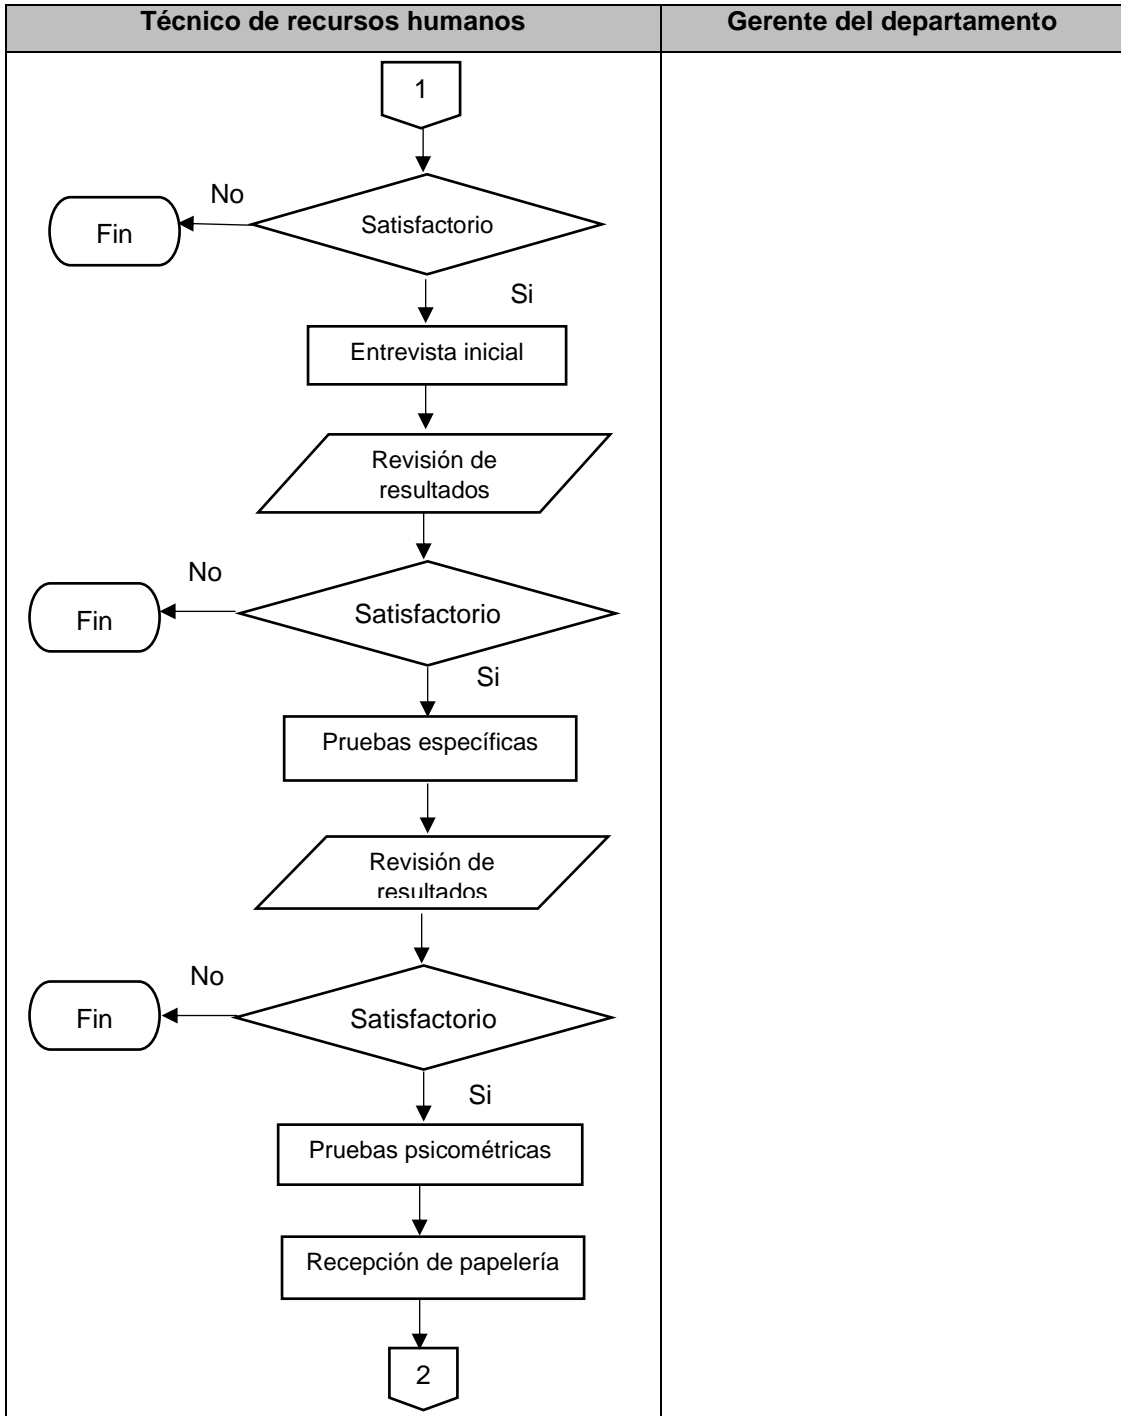 Técnico de recursos humanos
Gerente del departamento
1
No
Satisfactorio
Fin
Si
Entrevista inicial
Revisión de
resultados
No
Satisfactorio
Fin
Si
Pruebas específicas
Revisión de
resultados
No
Satisfactorio
Fin
Si
Pruebas psicométricas
Recepción de papelería
2